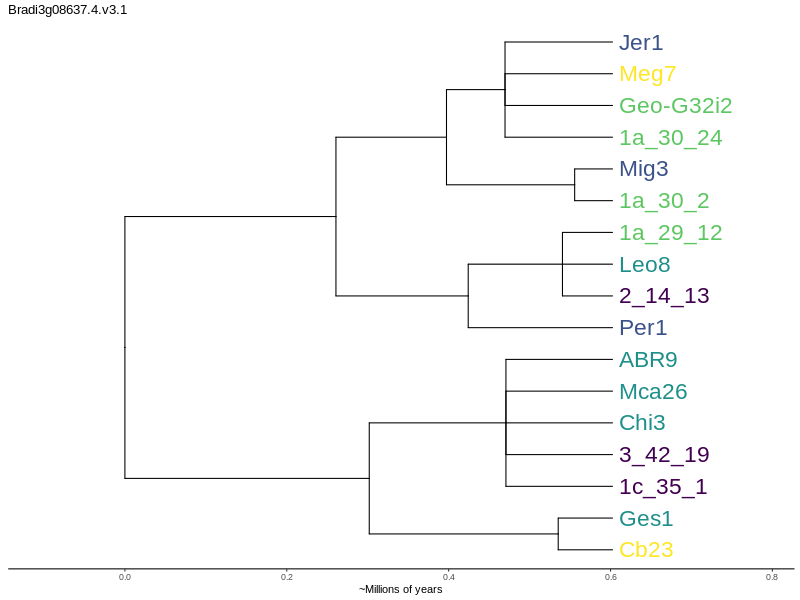 Bradi3g08637.4.v3.1
Jer1
Meg7
Geo-G32i2
1a_30_24
Mig3
1a_30_2
1a_29_12
Leo8
2_14_13
Per1
ABR9
Mca26
Chi3
3_42_19
1c_35_1
Ges1
Cb23
0.0 0.2 0.4 0.6 0.8
~Millions of years